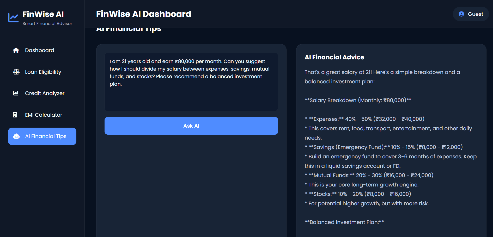 FinWise AI
Smart Financial Advisor
Dashboard
Loan Eligibility
Credit Analyzer
EMI Calculator
AI Financial Tips
FinWise AI Dashboard
Guest
AI Financial Tips
I am 21 years old and earn ₹80,000 per month. Can you suggest
how I should divide my salary between expenses, savings, mutual
funds, and stocks? Please recommend a balanced investment
plan.
Ask AI
AI Financial Advice
That's a great salary at 21! Here's a simple breakdown and a
balanced investment plan.
**Salary Breakdown (Monthly: ₹80,000)**
* **Expenses:** 40% - 50% (₹32,000 - ₹40,000)
* This covers rent, food, transport, entertainment, and other daily
needs.
**Savings (Emergency Fund):** 10% - 15% (₹8,000 - ₹12,000)
* Build an emergency fund to cover 3-6 months of expenses. Keep
this in a liquid savings account or FD.
* **Mutual Funds:** 20% - 30% (₹16,000 - ₹24,000)
* This is your core long-term growth engine.
* **Stocks:** 10% - 20% (₹8,000 - ₹16,000)
* For potential higher growth, but with more risk.
**Balanced Investment Plan:**